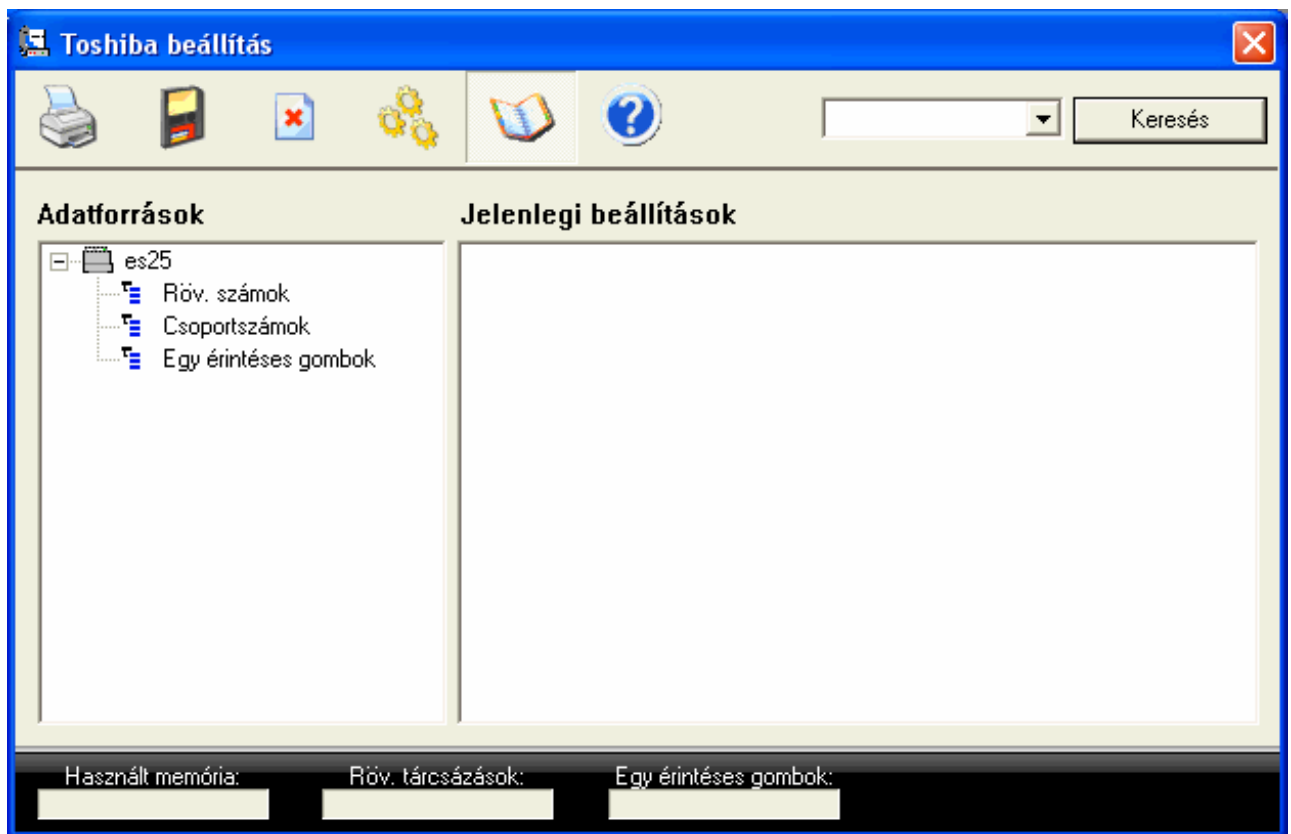 Toshiba beállítás
Keresés
Adatforrások
Jelenlegi beállítások
es25
Röv. számok
Csoportszámok
Egy érintéses gombok
Használt memória:
Röv. tárcsázások:
Egy érintéses gombok: